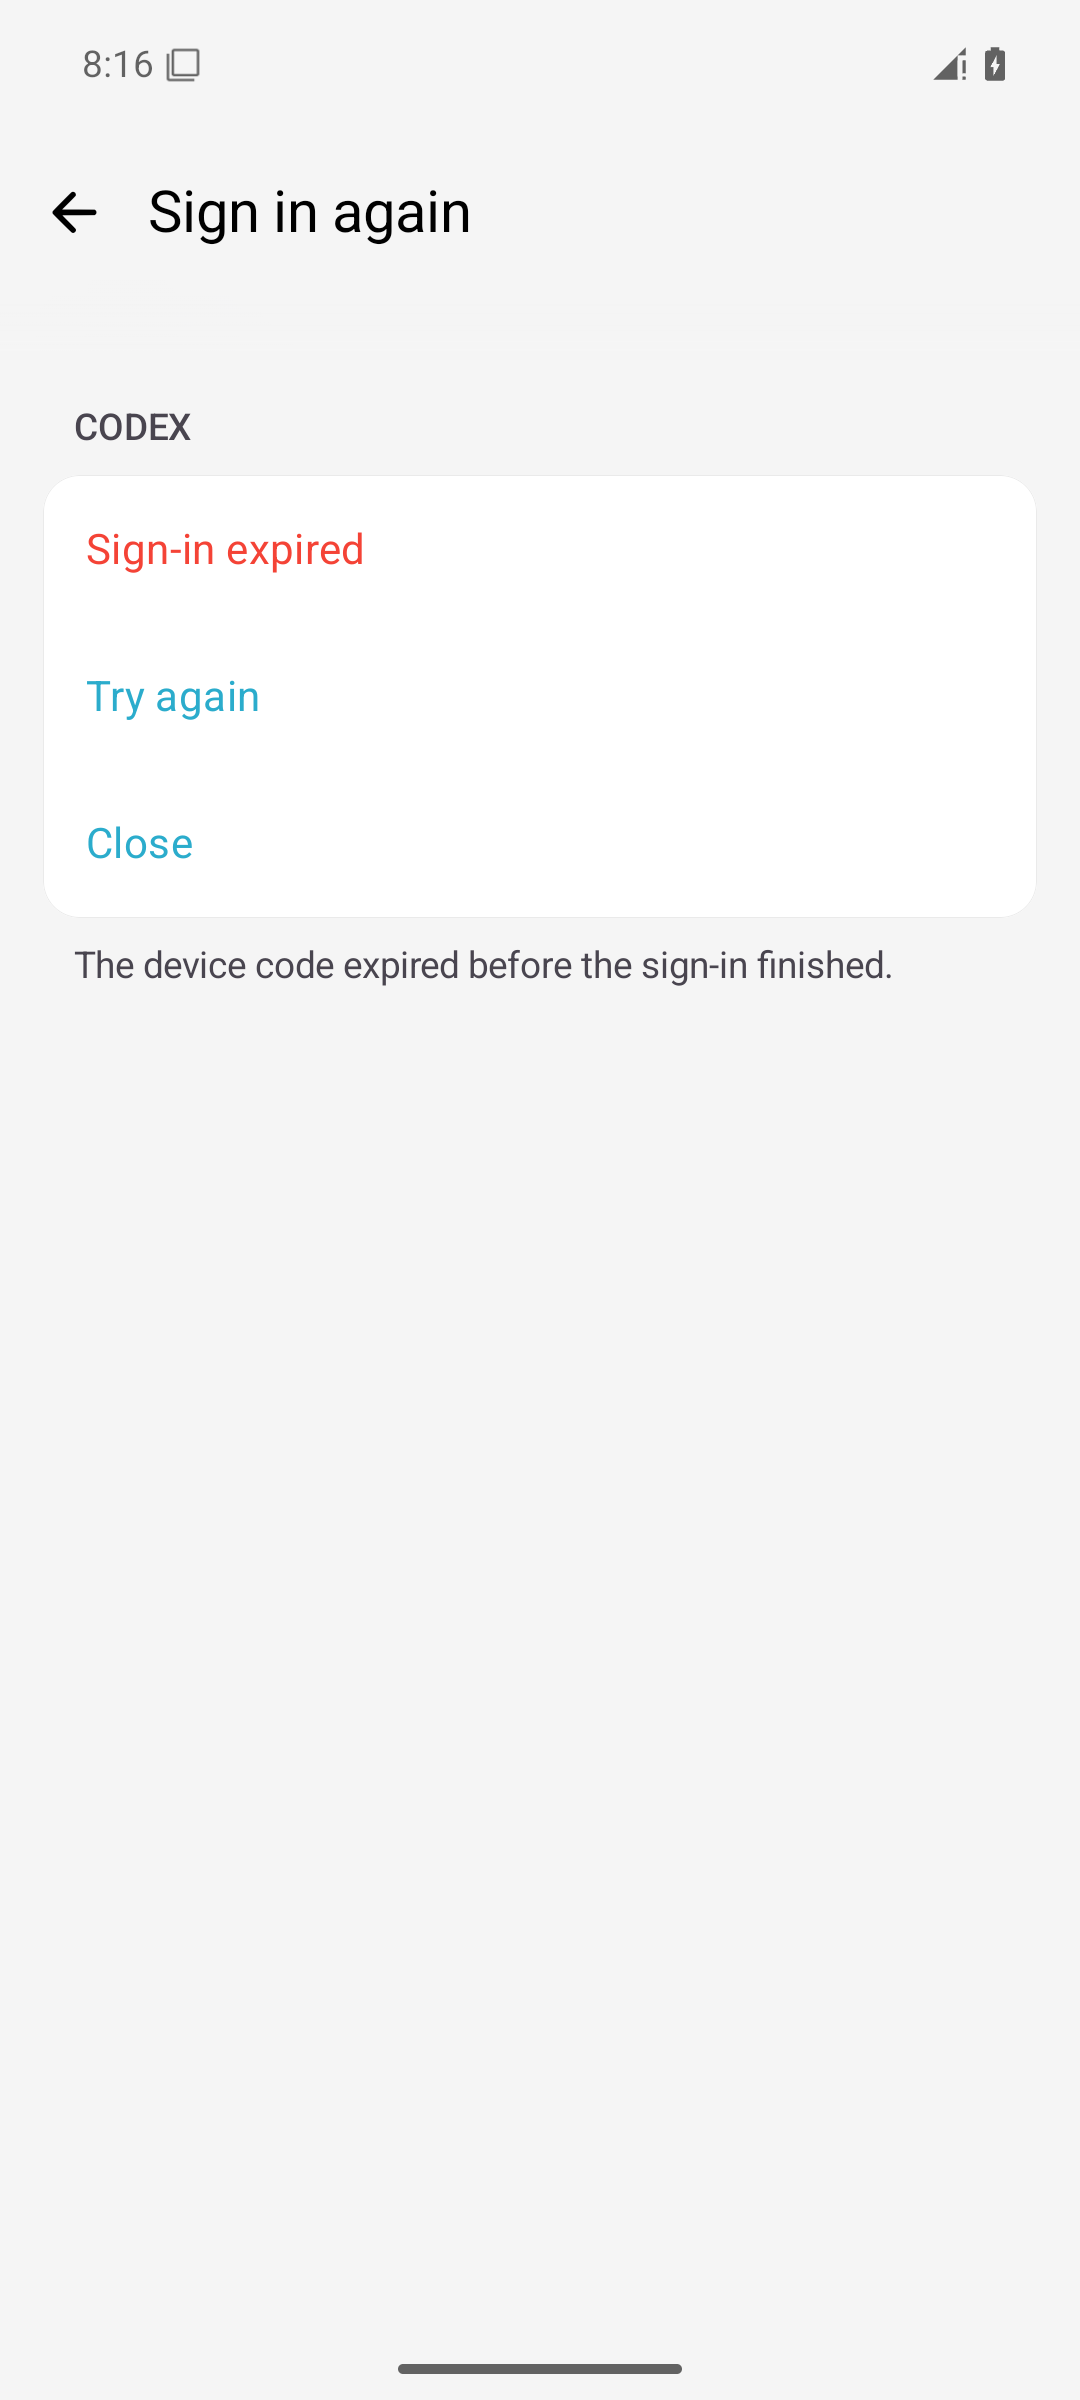 8:16
Sign in again
CODEX
Sign-in expired
Try again
Close
The device code expired before the sign-in finished.